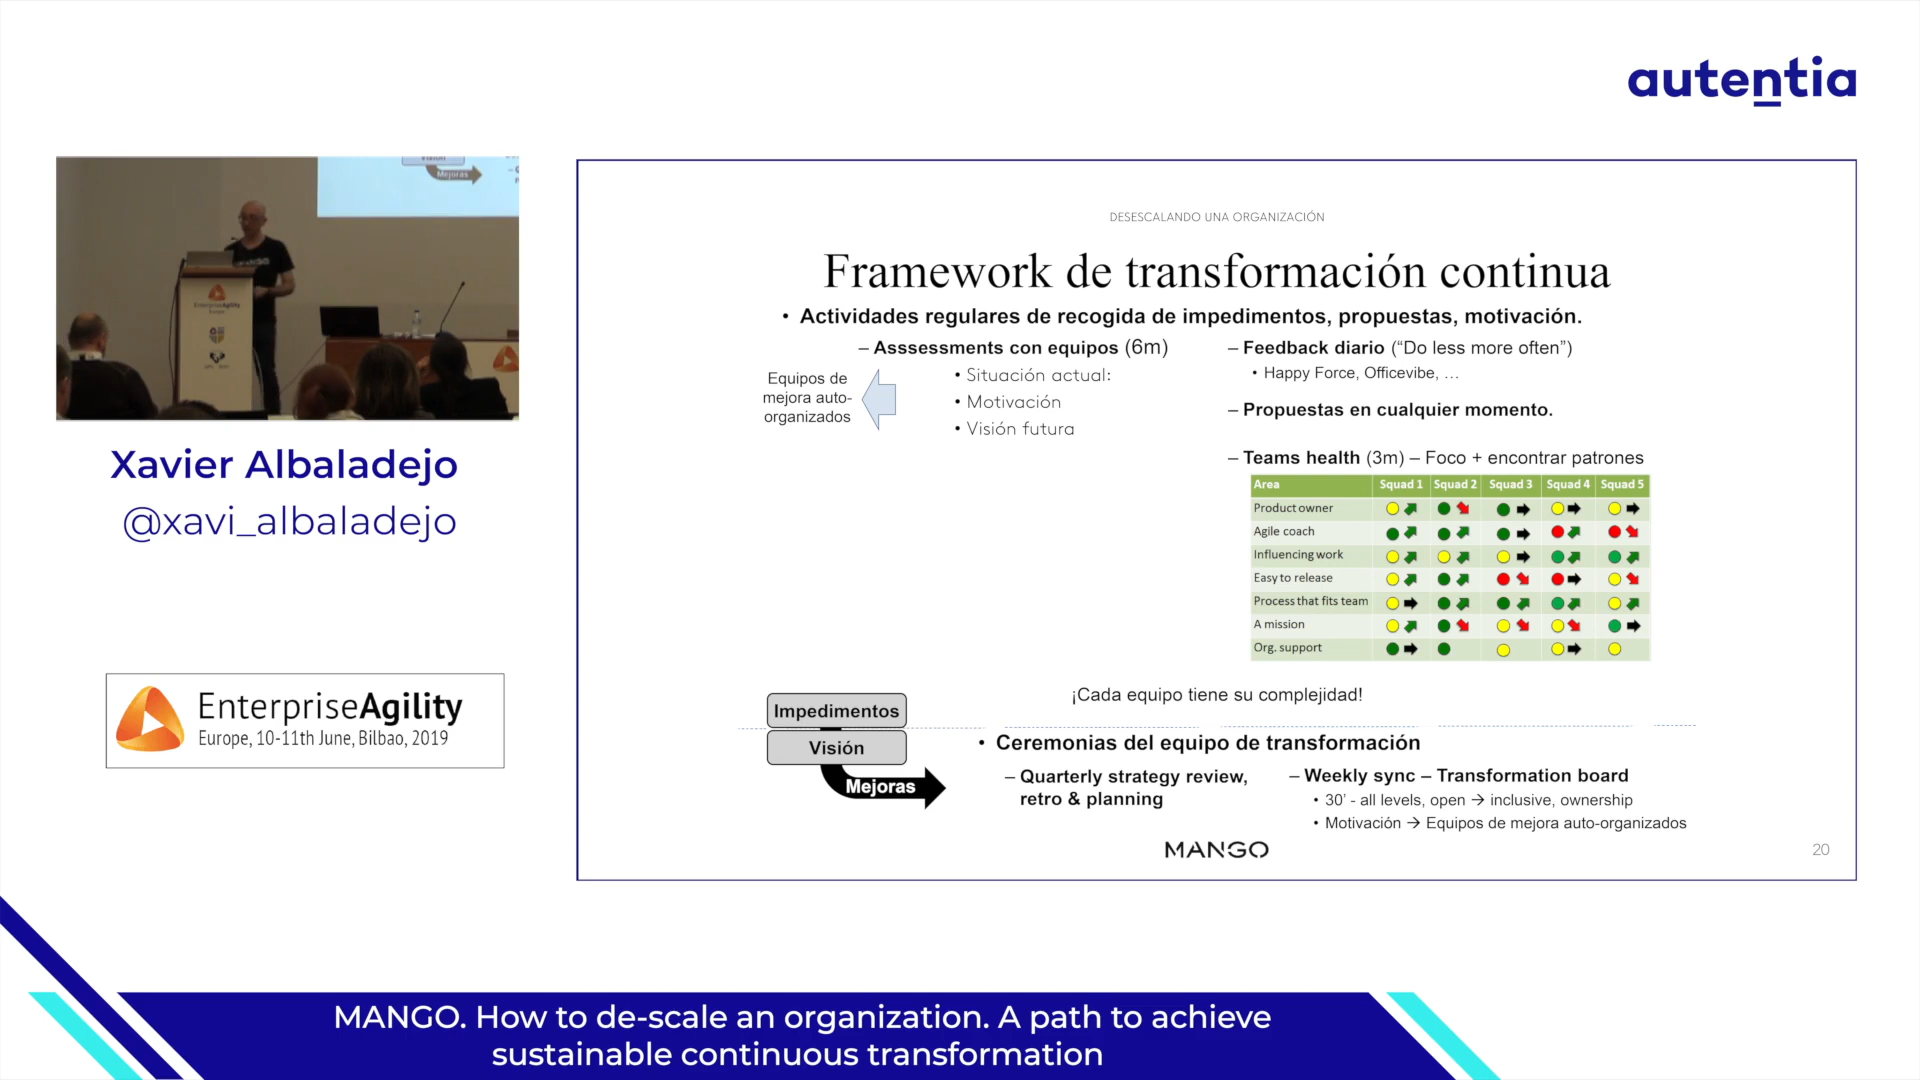 autentia
Visión
Mejoras
Xavier Albaladejo
@xavi_albaladejo
EnterpriseAgility
Europe, 10-11th June, Bilbao, 2019
DESESCALANDO UNA ORGANIZACIÓN
Framework de transformación continua
• Actividades regulares de recogida de impedimentos, propuestas, motivación.
– Asssessments con equipos (6m)
• Situación actual:
• Motivación
• Visión futura
Equipos de
mejora auto-
organizados
– Feedback diario (“Do less more often”)
• Happy Force, Officevibe, …
– Propuestas en cualquier momento.
– Teams health (3m) – Foco + encontrar patrones
Area Squad 1 Squad 2 Squad 3 Squad 4 Squad 5
Product owner
Agile coach
Influencing work
Easy to release
Process that fits team
A mission
Org. support
¡Cada equipo tiene su complejidad!
Impedimentos
Visión
Mejoras
• Ceremonias del equipo de transformación
– Quarterly strategy review,
retro & planning
– Weekly sync – Transformation board
• 30’ - all levels, open → inclusive, ownership
• Motivación → Equipos de mejora auto-organizados
MANGO
20
MANGO. How to de-scale an organization. A path to achieve
sustainable continuous transformation